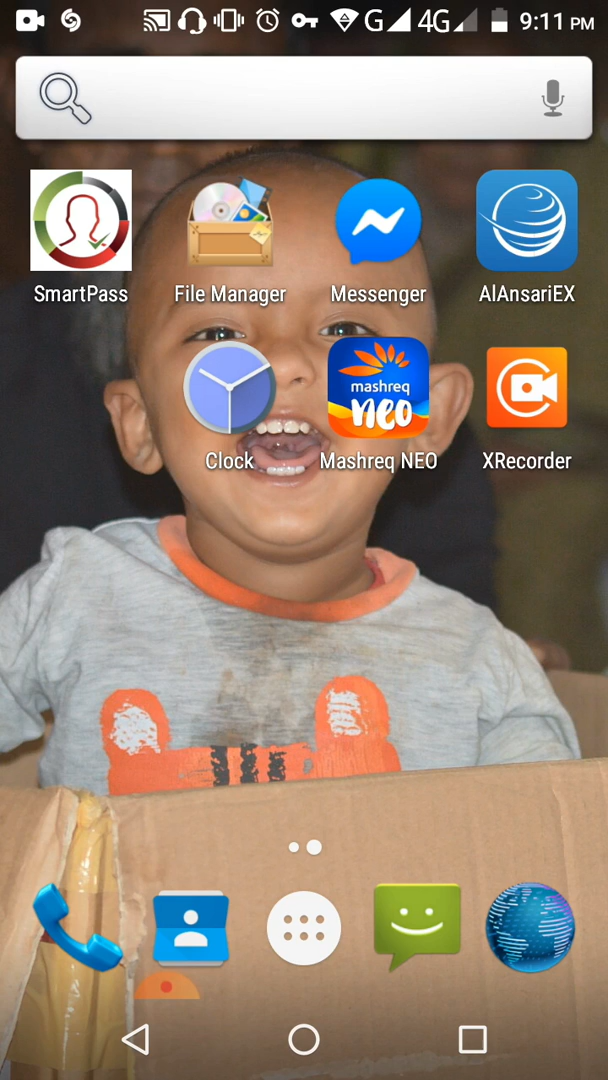 G 4G 9:11 PM
SmartPass File Manager Messenger AlAnsariEX
mashreq
neo
Clock Mashreq NEO XRecorder